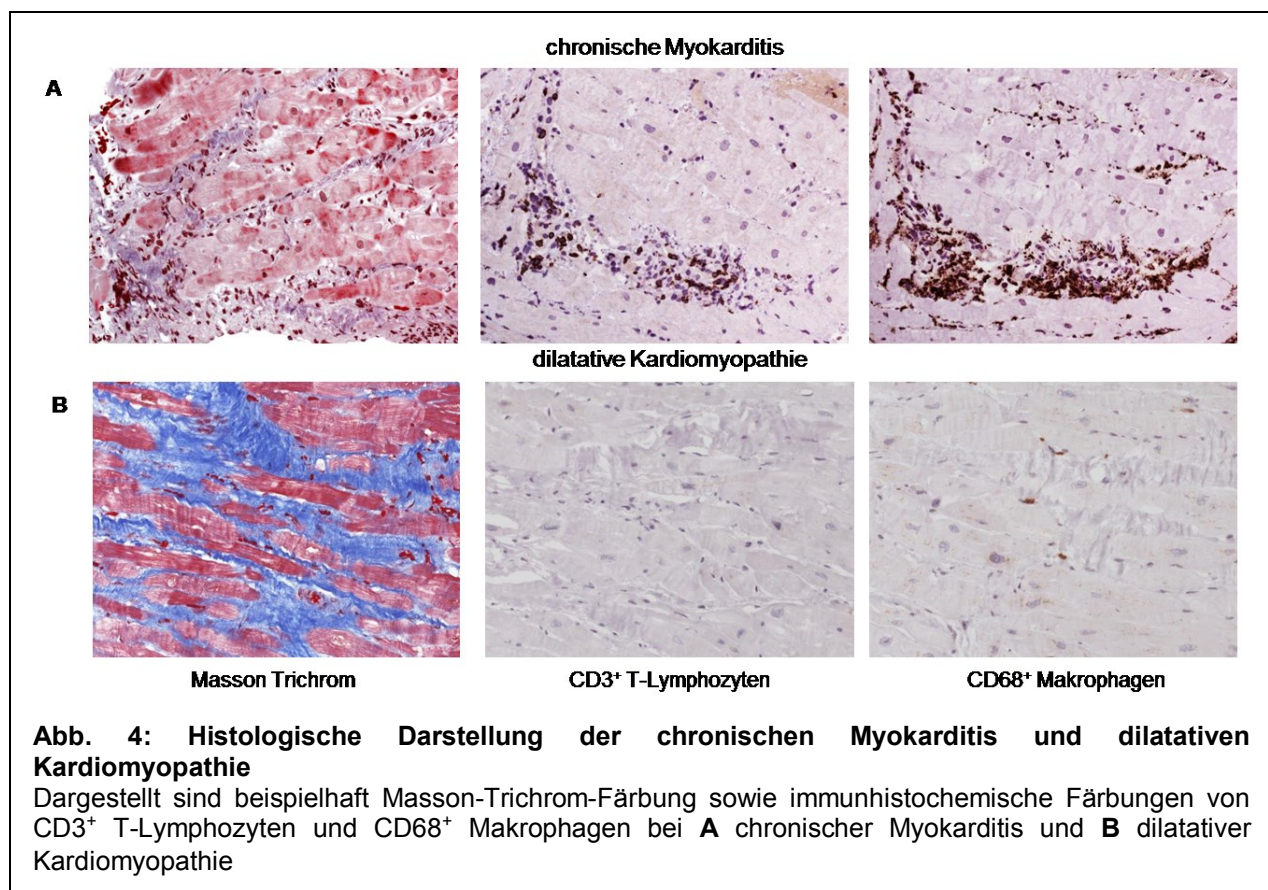 chronische Myokarditis
A
dilatative Kardiomyopathie
B
Masson Trichrom CD3⁺ T-Lymphozyten CD68⁺ Makrophagen
Abb. 4: Histologische Darstellung der chronischen Myokarditis und dilatativen
Kardiomyopathie
Dargestellt sind beispielhaft Masson-Trichrom-Färbung sowie immunhistochemische Färbungen von
CD3⁺ T-Lymphozyten und CD68⁺ Makrophagen bei A chronischer Myokarditis und B dilatativer
Kardiomyopathie